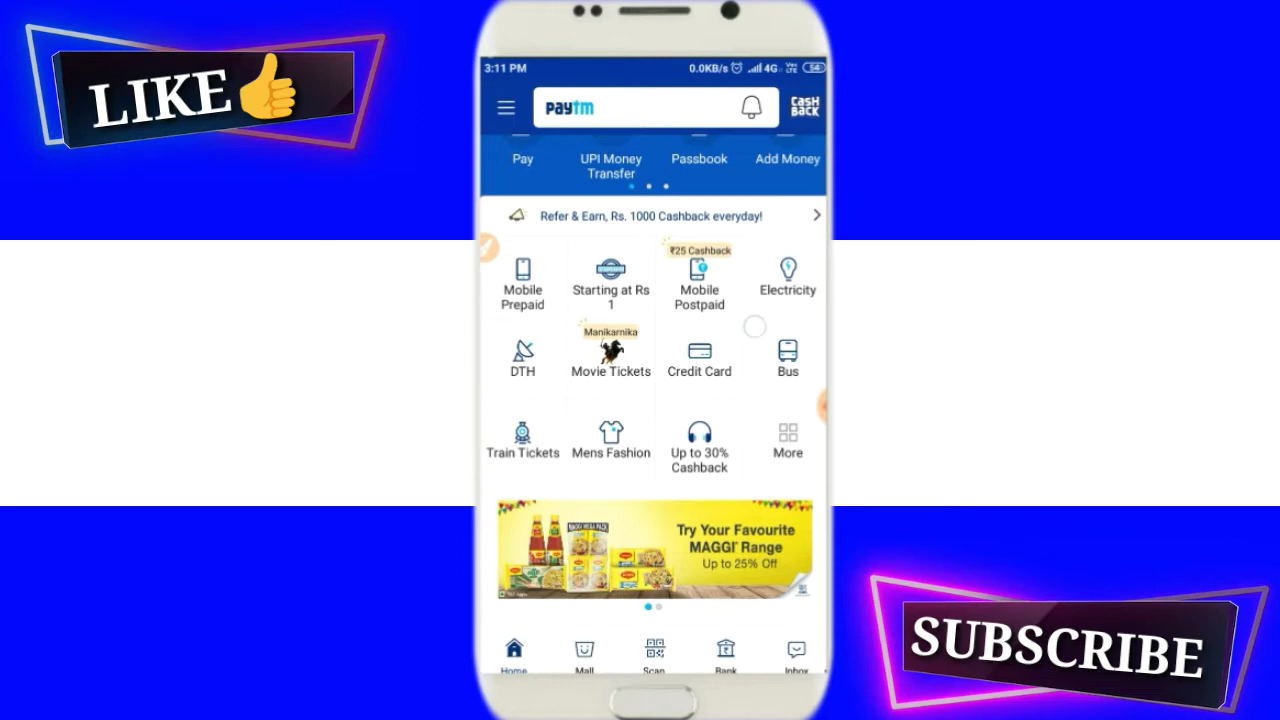 LIKE
3:11 PM
0.0KB/s
4G
54
paytm
CASH
BACK
Pay
UPI Money
Transfer
Passbook
Add Money
Refer & Earn, Rs. 1000 Cashback everyday!
₹25 Cashback
Mobile
Prepaid
Starting at Rs
1
Mobile
Postpaid
Electricity
Manikarnika
DTH
Movie Tickets
Credit Card
Bus
Train Tickets
Mens Fashion
Up to 30%
Cashback
More
Try Your Favourite
MAGGI Range
Up to 25% Off
Home
Mall
Scan
Bank
Inbox
SUBSCRIBE